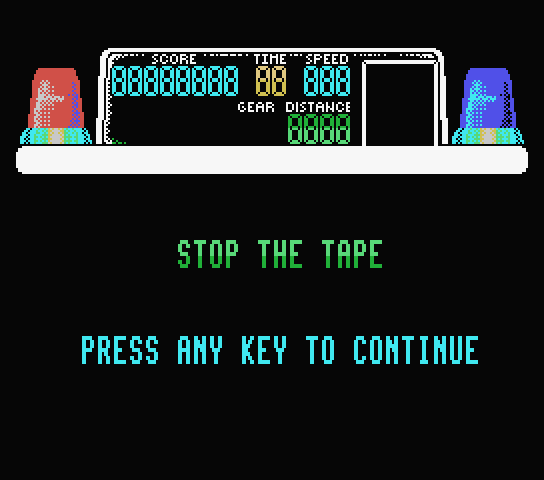 SCORE TIME SPEED
88888888 88 888
GEAR DISTANCE
8888
STOP THE TAPE
PRESS ANY KEY TO CONTINUE